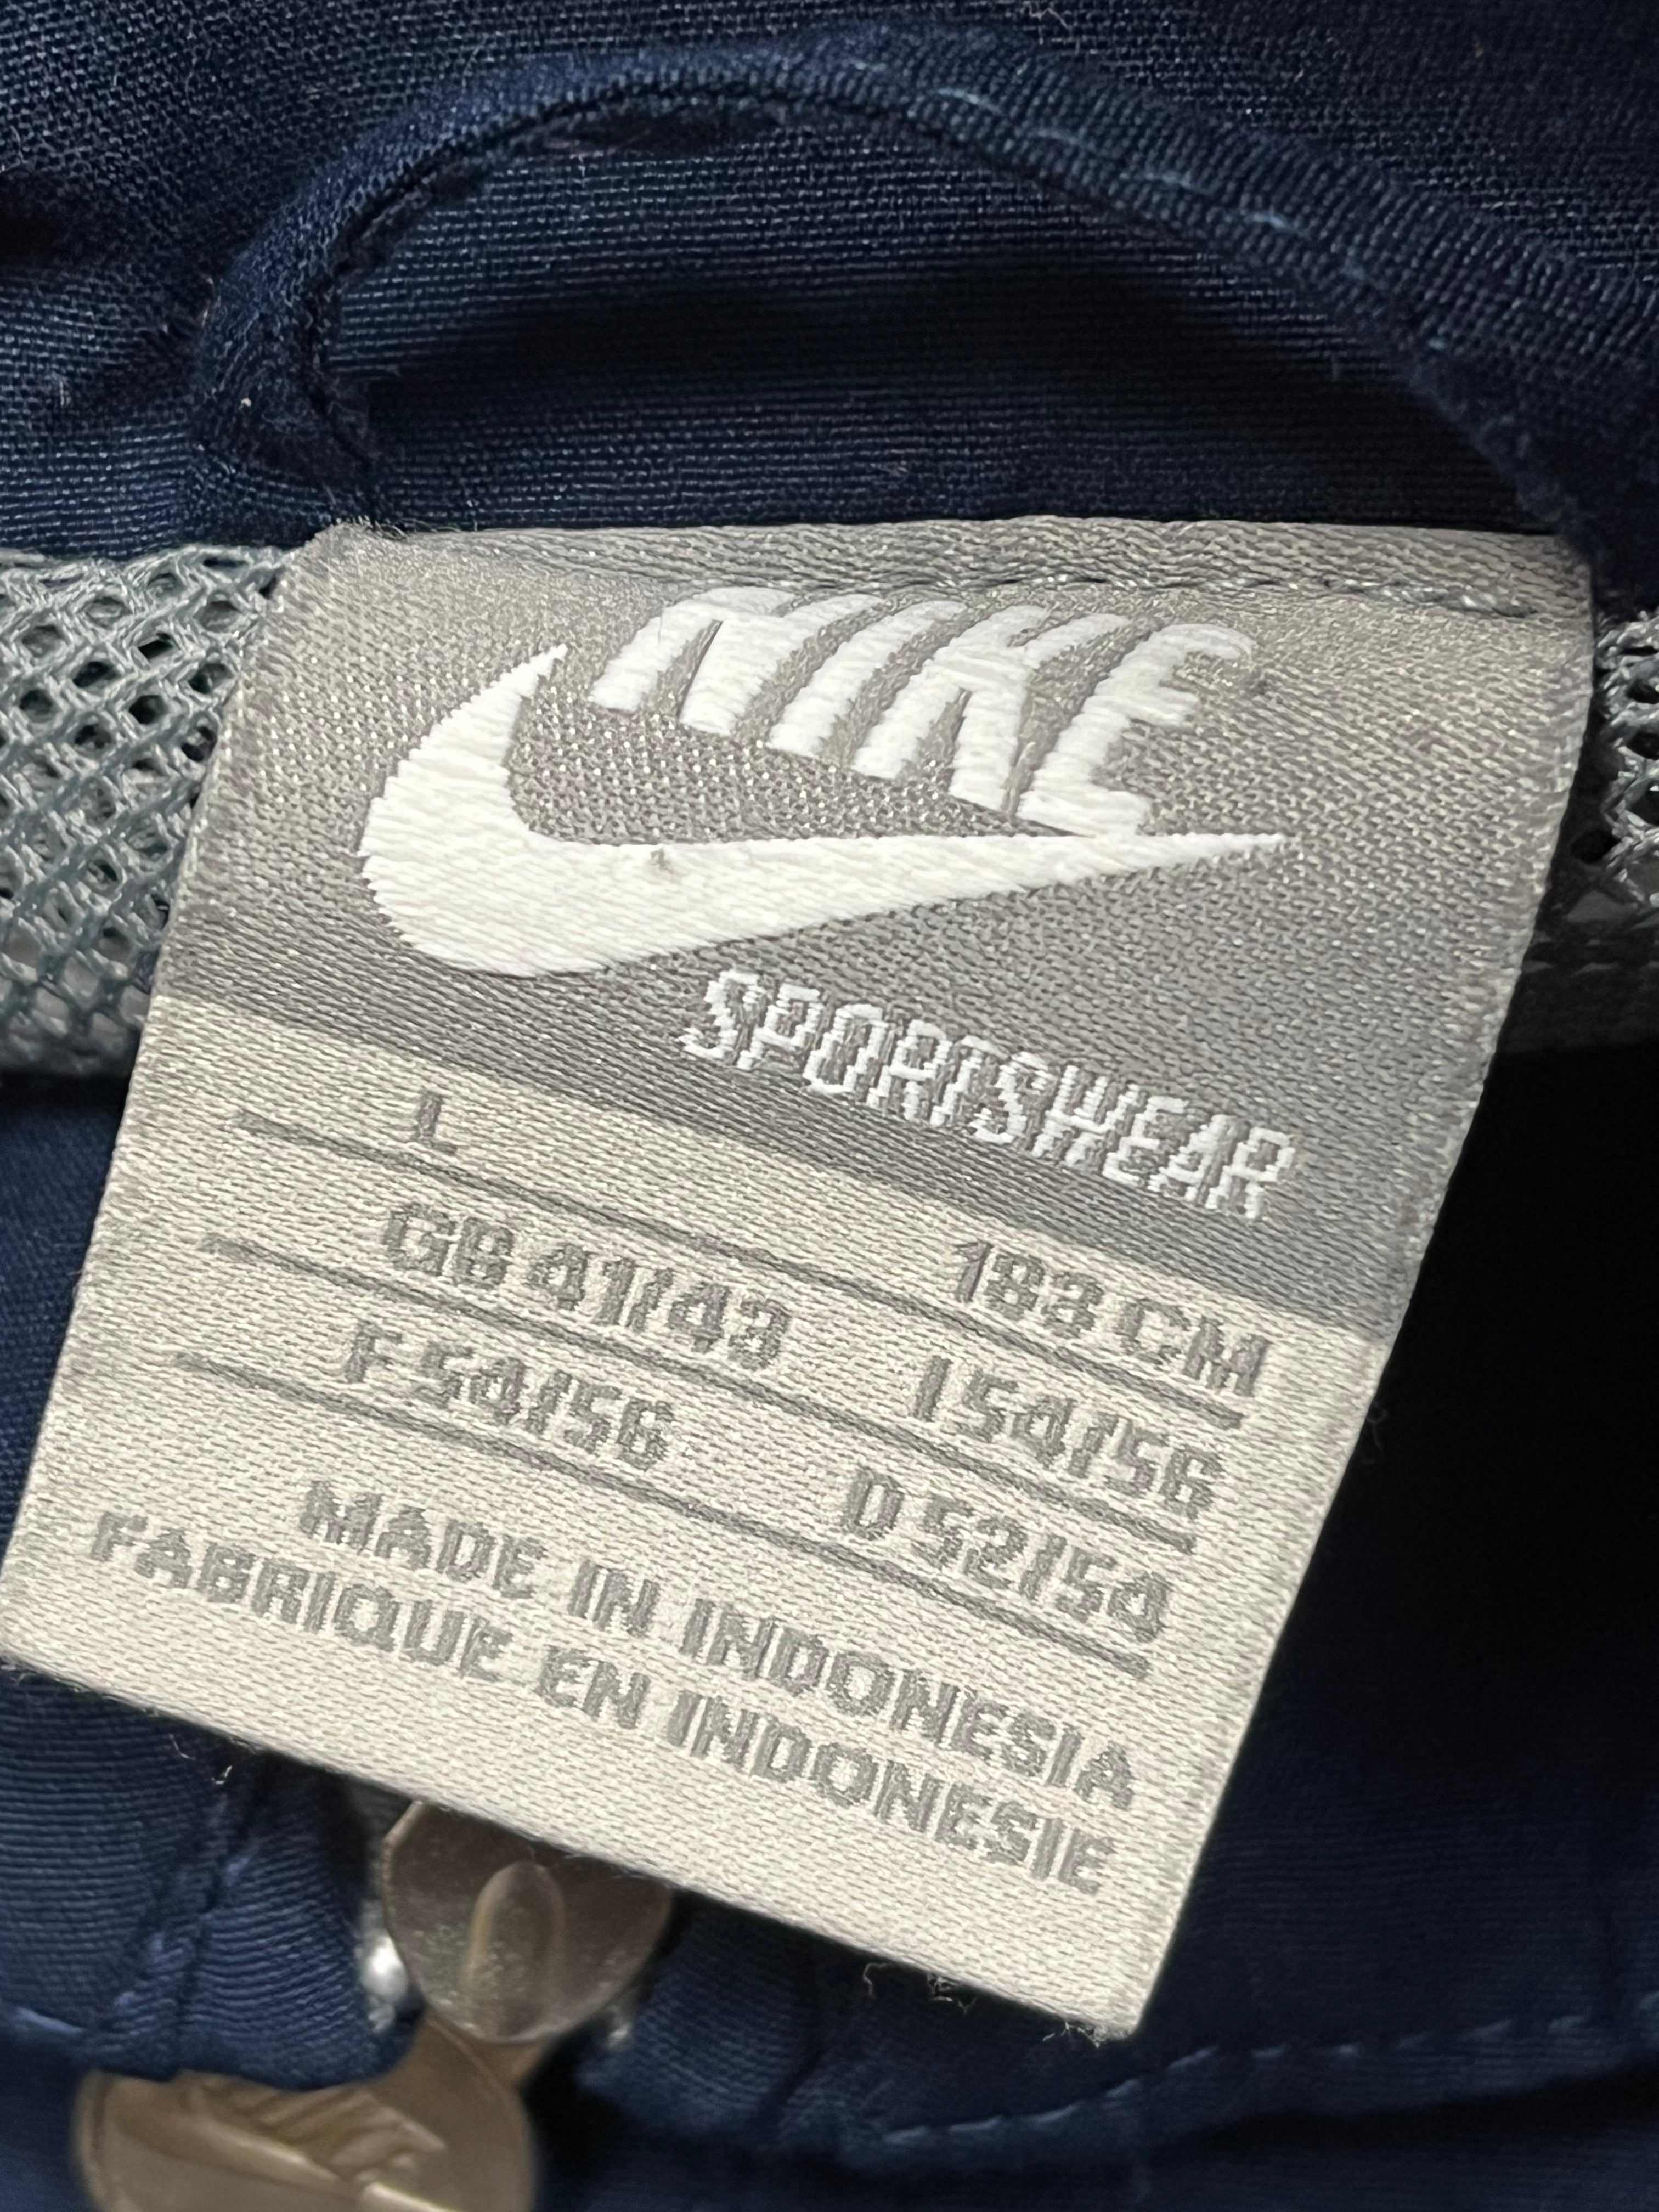 NIKE
SPORTSWEAR
L 183 CM
GB 41/43 I 54/56
F 54/56 D 52/54
MADE IN INDONESIA
FABRIQUE EN INDONESIE